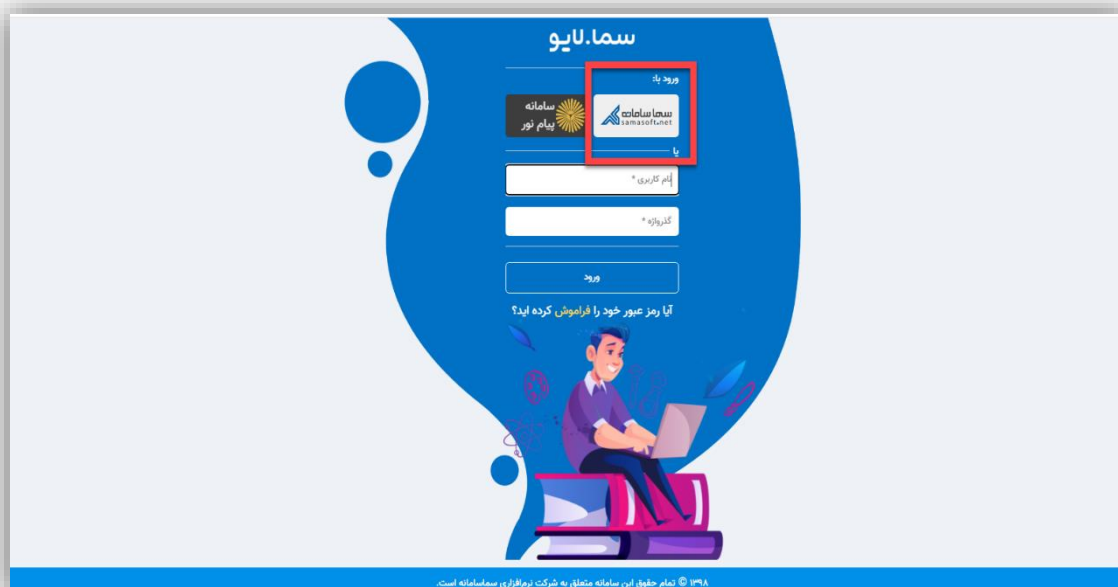 سما.لایو
ورود با:
سما سامانه
samasoft.net
سامانه
پیام نور
یا
نام کاربری *
گذرواژه *
ورود
آیا رمز عبور خود را فراموش کرده اید؟
۱۳۹۸ © تمام حقوق این سامانه متعلق به شرکت نرم‌افزاری سماسامانه است.